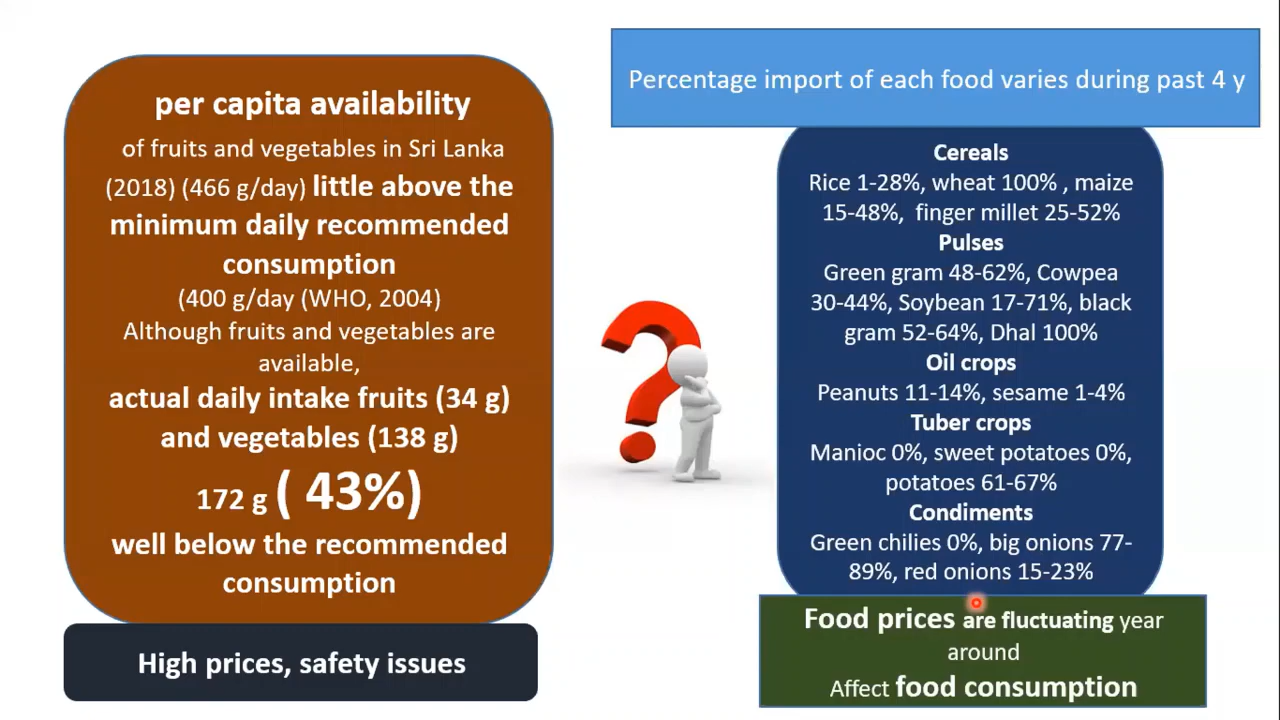 per capita availability
of fruits and vegetables in Sri Lanka
(2018) (466 g/day) little above the
minimum daily recommended
consumption
(400 g/day (WHO, 2004)
Although fruits and vegetables are
available,
actual daily intake fruits (34 g)
and vegetables (138 g)
172 g ( 43%)
well below the recommended
consumption
High prices, safety issues
Percentage import of each food varies during past 4 y
Cereals
Rice 1-28%, wheat 100% , maize
15-48%, finger millet 25-52%
Pulses
Green gram 48-62%, Cowpea
30-44%, Soybean 17-71%, black
gram 52-64%, Dhal 100%
Oil crops
Peanuts 11-14%, sesame 1-4%
Tuber crops
Manioc 0%, sweet potatoes 0%,
potatoes 61-67%
Condiments
Green chilies 0%, big onions 77-
89%, red onions 15-23%
Food prices are fluctuating year
around
Affect food consumption